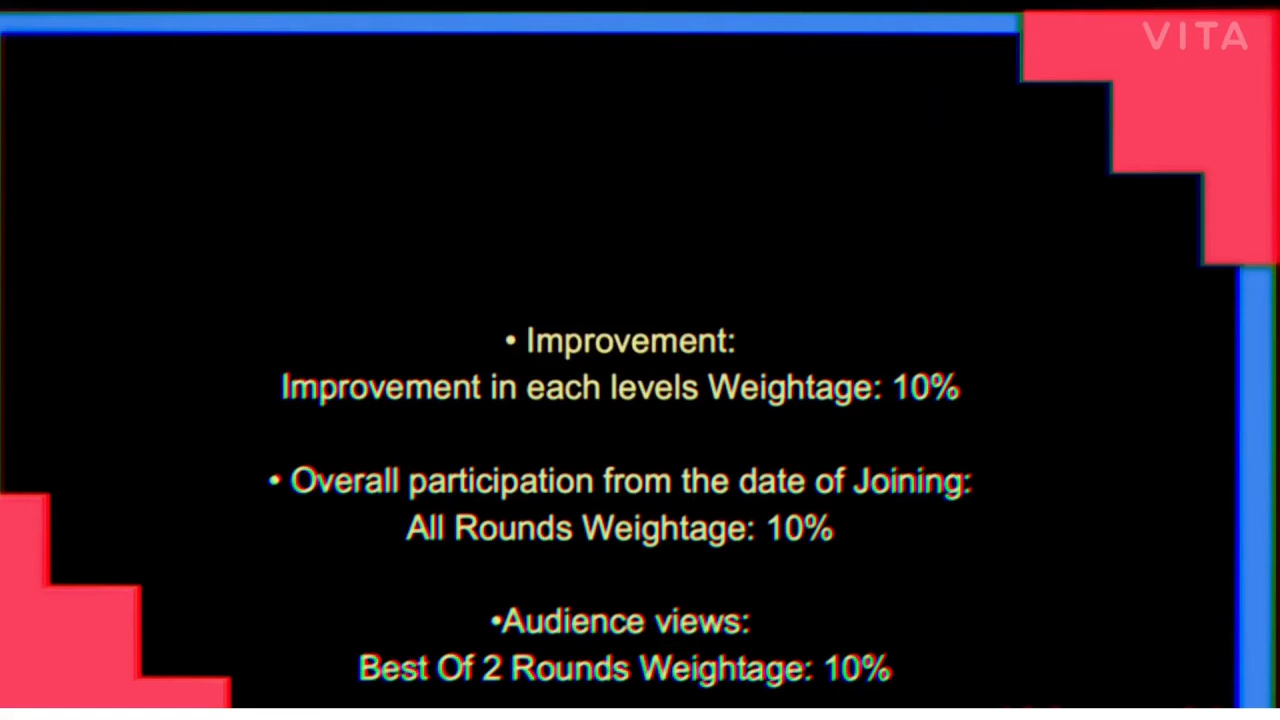 VITA
• Improvement:
Improvement in each levels Weightage: 10%
• Overall participation from the date of Joining:
All Rounds Weightage: 10%
•Audience views:
Best Of 2 Rounds Weightage: 10%